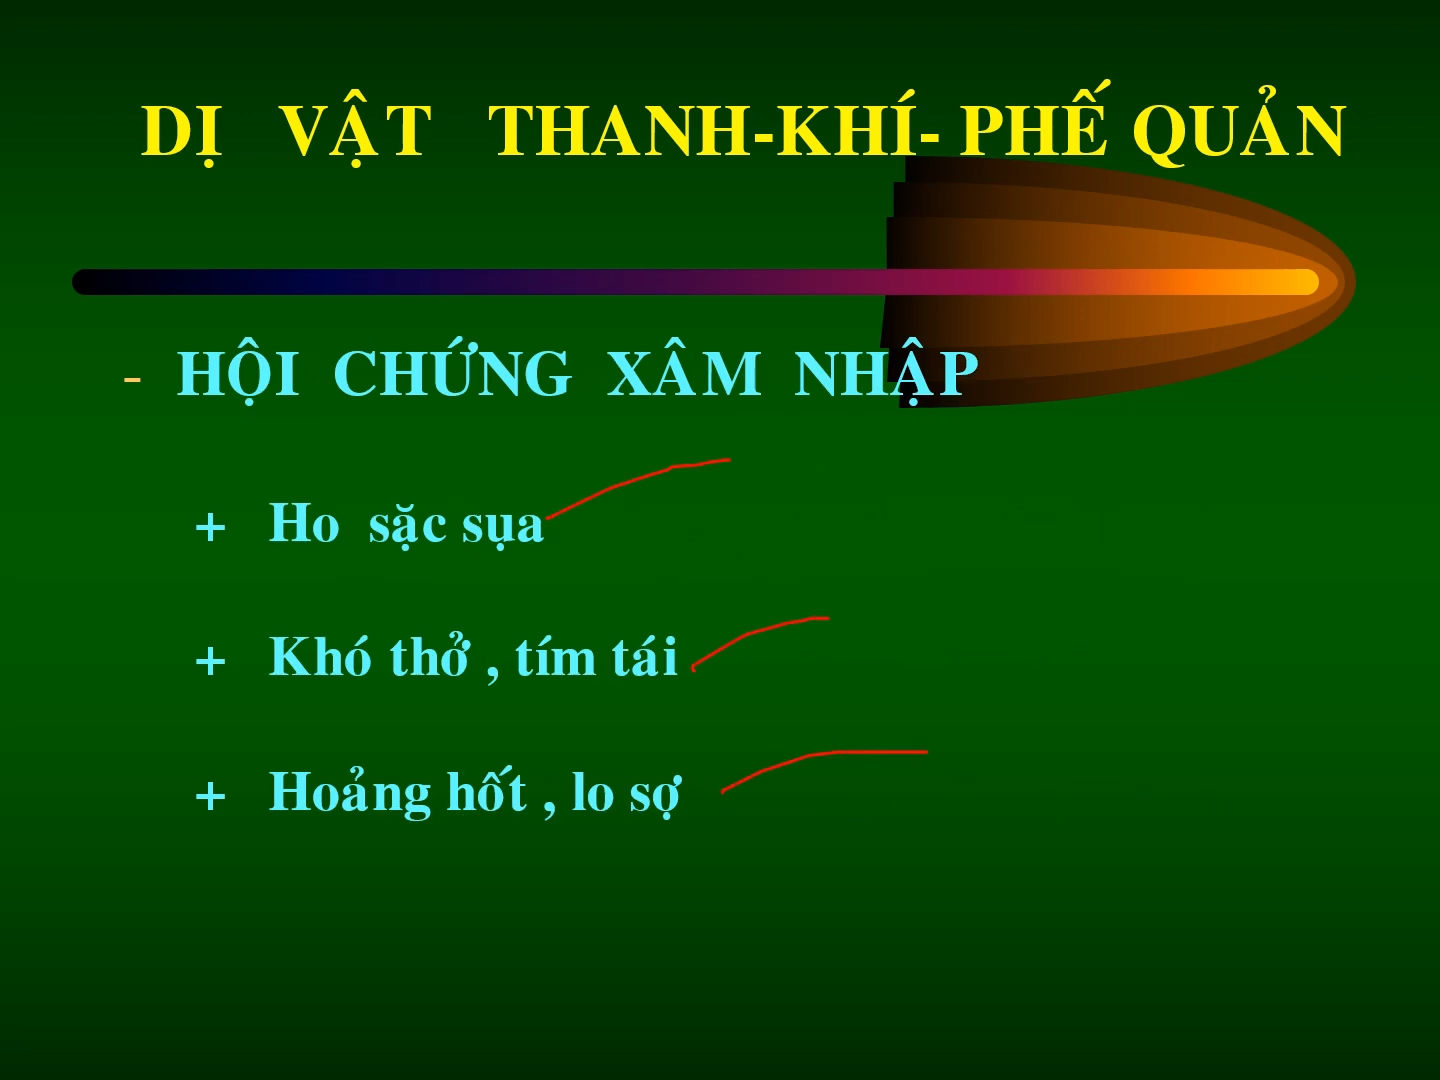 DỊ VẬT THANH-KHÍ- PHẾ QUẢN
- HỘI CHỨNG XÂM NHẬP
+ Ho sặc sụa
+ Khó thở , tím tái
+ Hoảng hốt , lo sợ